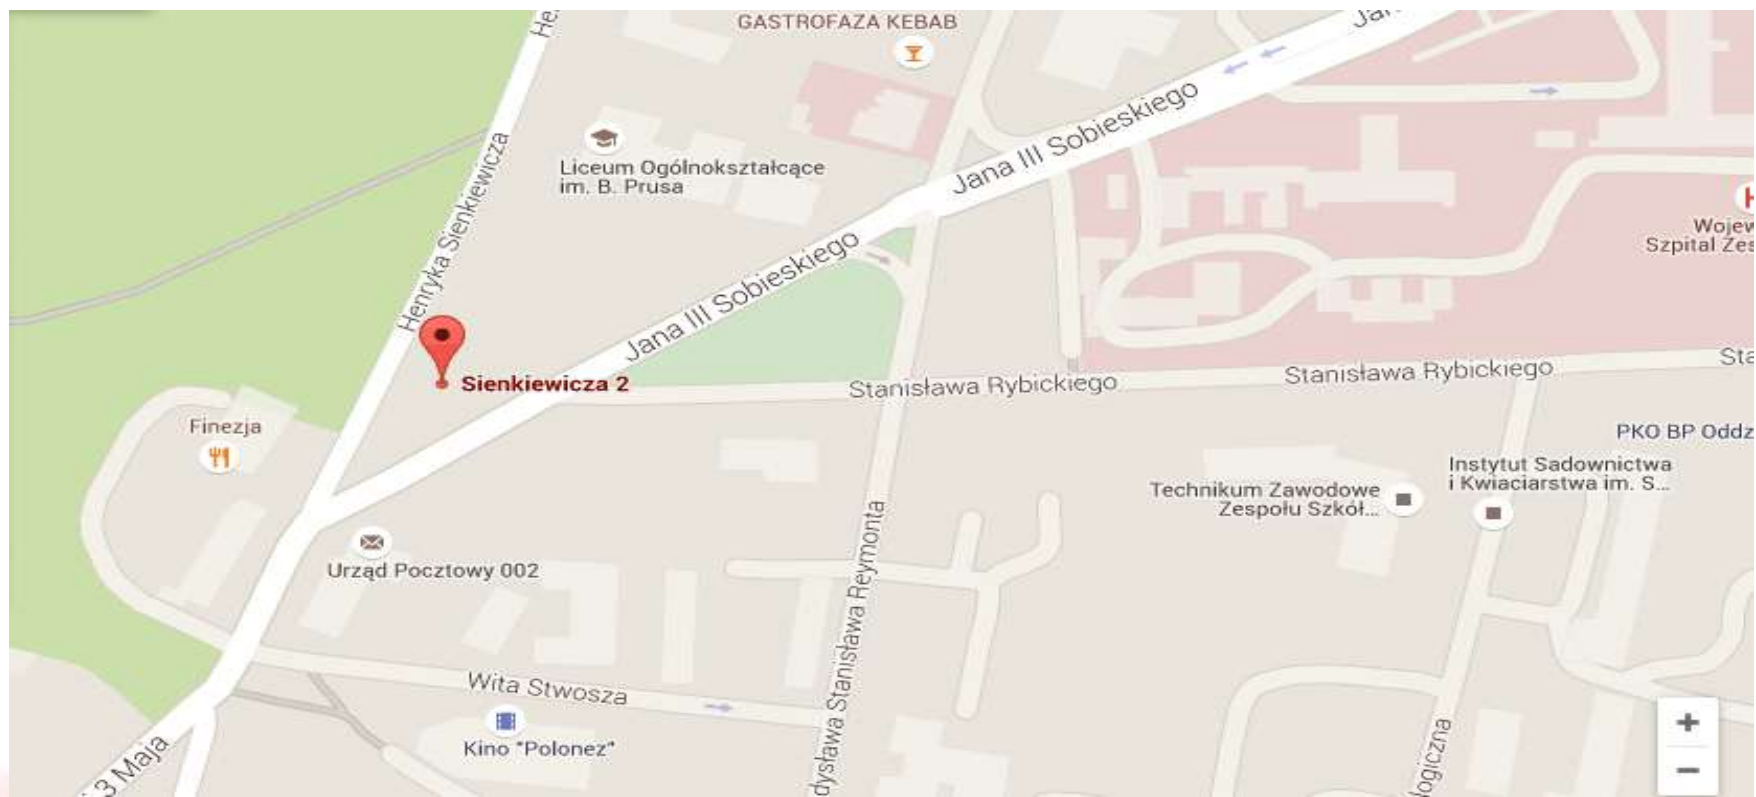 GASTROFAZA KEBAB
Jana III Sobieskiego
Henryka Sienkiewicza
Liceum Ogólnokształcące
im. B. Prusa
Jana III Sobieskiego
Sienkiewicza 2
Stanisława Rybickiego
Stanisława Rybickiego
Finezja
Technikum Zawodowe
Zespołu Szkół...
Instytut Sadownictwa
i Kwiaciarstwa im. S...
PKO BP Oddz
Urząd Pocztowy 002
dysława Stanisława Reymonta
Wita Stwosza
Kino "Polonez"
3 Maja
logiczna
Wojew
Szpital Zes
+
−